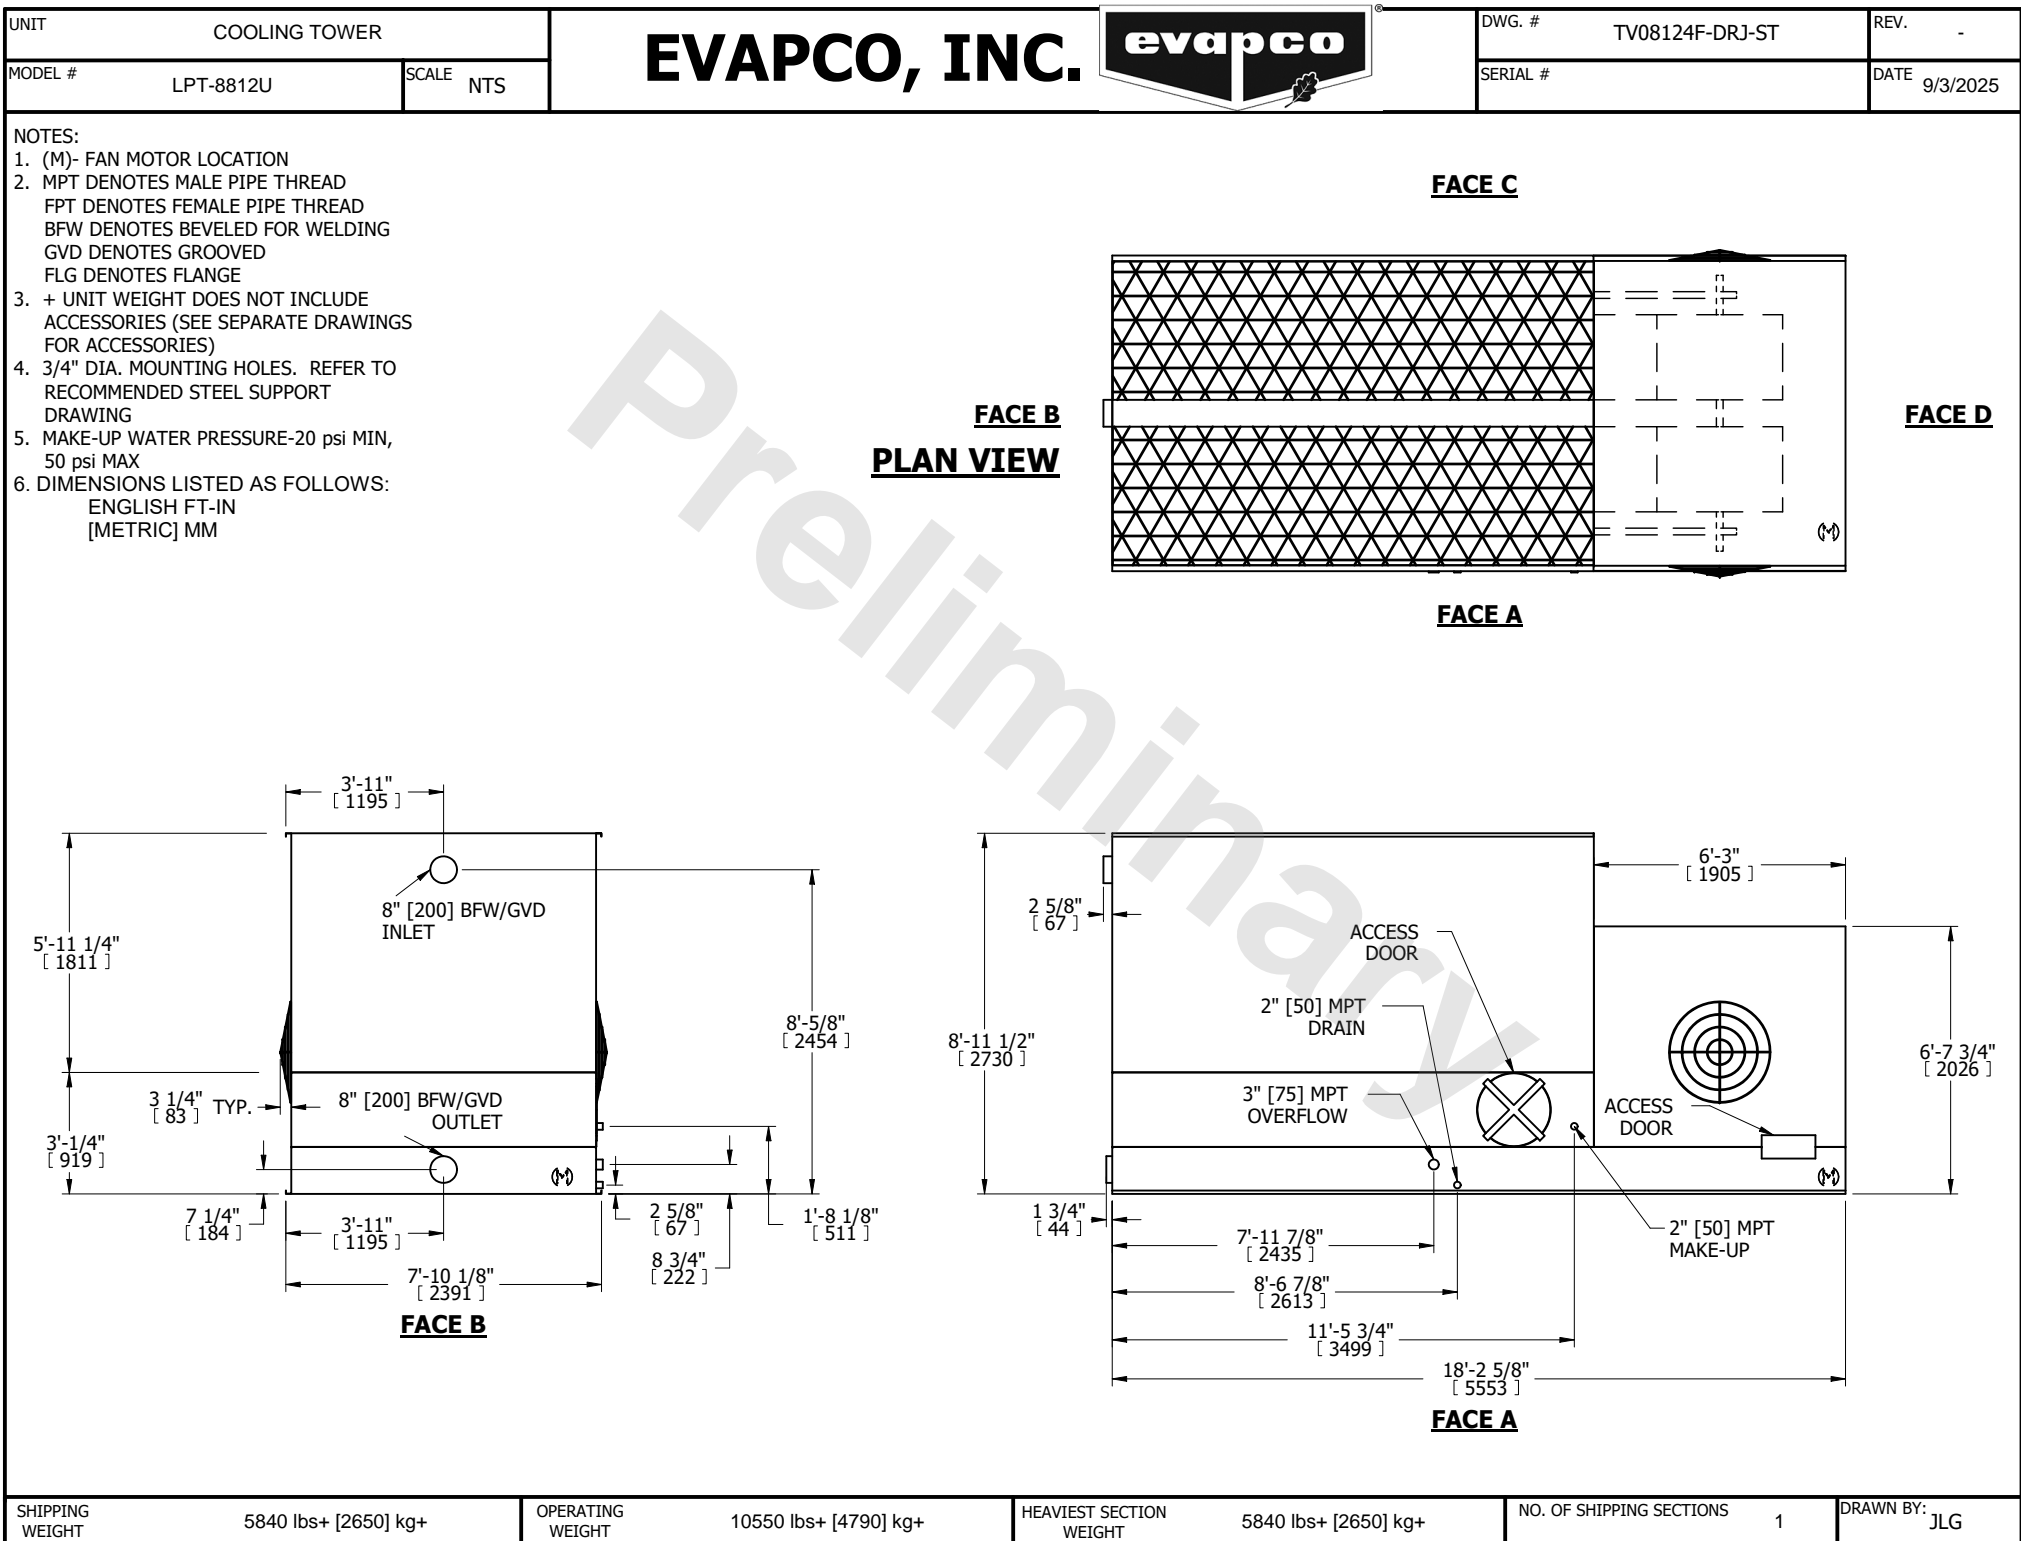 UNIT
COOLING TOWER
MODEL #
LPT-8812U
SCALE
NTS
EVAPCO, INC.
evapco
®
DWG. #
TV08124F-DRJ-ST
REV.
-
SERIAL #
DATE
9/3/2025
NOTES:
1. (M)- FAN MOTOR LOCATION
2. MPT DENOTES MALE PIPE THREAD
FPT DENOTES FEMALE PIPE THREAD
BFW DENOTES BEVELED FOR WELDING
GVD DENOTES GROOVED
FLG DENOTES FLANGE
3. + UNIT WEIGHT DOES NOT INCLUDE
ACCESSORIES (SEE SEPARATE DRAWINGS
FOR ACCESSORIES)
4. 3/4" DIA. MOUNTING HOLES. REFER TO
RECOMMENDED STEEL SUPPORT
DRAWING
5. MAKE-UP WATER PRESSURE-20 psi MIN,
50 psi MAX
6. DIMENSIONS LISTED AS FOLLOWS:
ENGLISH FT-IN
[METRIC] MM
Preliminary
FACE C
FACE B
PLAN VIEW
FACE D
(M)
FACE A
3'-11"
[ 1195 ]
8" [200] BFW/GVD
INLET
5'-11 1/4"
[ 1811 ]
8'-5/8"
[ 2454 ]
3 1/4"
[ 83 ]
TYP.
8" [200] BFW/GVD
OUTLET
3'-1/4"
[ 919 ]
(M)
7 1/4"
[ 184 ]
3'-11"
[ 1195 ]
2 5/8"
[ 67 ]
1'-8 1/8"
[ 511 ]
8 3/4"
[ 222 ]
7'-10 1/8"
[ 2391 ]
FACE B
6'-3"
[ 1905 ]
2 5/8"
[ 67 ]
ACCESS
DOOR
2" [50] MPT
DRAIN
8'-11 1/2"
[ 2730 ]
3" [75] MPT
OVERFLOW
ACCESS
DOOR
6'-7 3/4"
[ 2026 ]
(M)
1 3/4"
[ 44 ]
2" [50] MPT
MAKE-UP
7'-11 7/8"
[ 2435 ]
8'-6 7/8"
[ 2613 ]
11'-5 3/4"
[ 3499 ]
18'-2 5/8"
[ 5553 ]
FACE A
SHIPPING
WEIGHT
5840 lbs+ [2650] kg+
OPERATING
WEIGHT
10550 lbs+ [4790] kg+
HEAVIEST SECTION
WEIGHT
5840 lbs+ [2650] kg+
NO. OF SHIPPING SECTIONS
1
DRAWN BY:
JLG